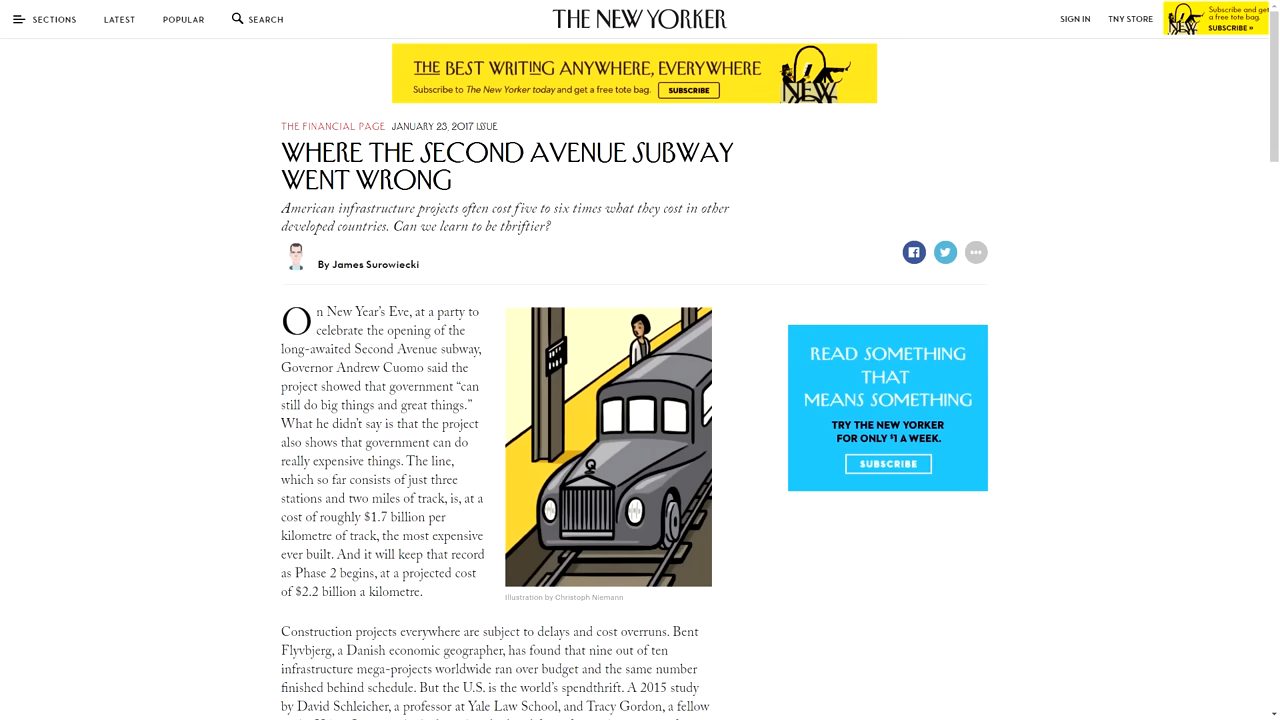 SECTIONS LATEST POPULAR SEARCH
THE NEW YORKER
SIGN IN TNY STORE
Subscribe and get
a free tote bag.
SUBSCRIBE »
NEW
THE BEST WRITING ANYWHERE, EVERYWHERE
Subscribe to The New Yorker today and get a free tote bag. SUBSCRIBE
NEW
THE FINANCIAL PAGE JANUARY 23, 2017 ISSUE
WHERE THE SECOND AVENUE SUBWAY
WENT WRONG
American infrastructure projects often cost five to six times what they cost in other
developed countries. Can we learn to be thriftier?
By James Surowiecki
On New Year’s Eve, at a party to
celebrate the opening of the
long-awaited Second Avenue subway,
Governor Andrew Cuomo said the
project showed that government “can
still do big things and great things.”
What he didn’t say is that the project
also shows that government can do
really expensive things. The line,
which so far consists of just three
stations and two miles of track, is, at a
cost of roughly $1.7 billion per
kilometre of track, the most expensive
ever built. And it will keep that record
as Phase 2 begins, at a projected cost
of $2.2 billion a kilometre.
Q
Illustration by Christoph Niemann
READ SOMETHING
THAT
MEANS SOMETHING
TRY THE NEW YORKER
FOR ONLY $1 A WEEK.
SUBSCRIBE
Construction projects everywhere are subject to delays and cost overruns. Bent
Flyvbjerg, a Danish economic geographer, has found that nine out of ten
infrastructure mega-projects worldwide ran over budget and the same number
finished behind schedule. But the U.S. is the world’s spendthrift. A 2015 study
by David Schleicher, a professor at Yale Law School, and Tracy Gordon, a fellow